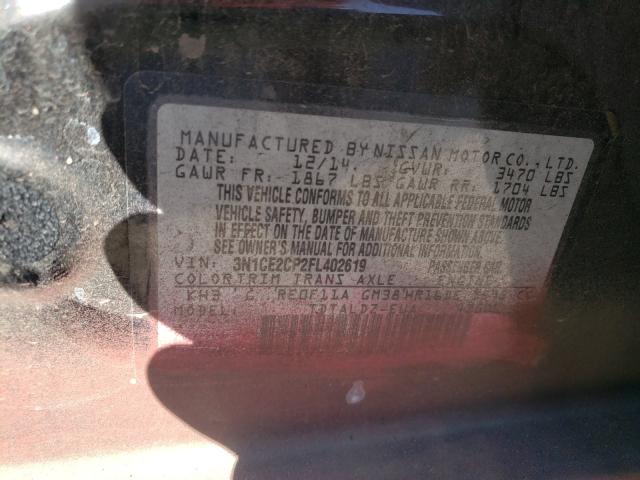 MANUFACTURED BY NISSAN MOTOR CO., LTD.
DATE: 12/14 GVWR: 3470 LBS
GAWR FR: 1867 LBS GAWR RR: 1704 LBS
THIS VEHICLE CONFORMS TO ALL APPLICABLE FEDERAL MOTOR
VEHICLE SAFETY, BUMPER AND THEFT PREVENTION STANDARDS
IN EFFECT ON THE DATE OF MANUFACTURE SHOWN ABOVE.
SEE OWNER'S MANUAL FOR ADDITIONAL INFORMATION.
VIN: 3N1CE2CP2FL402619 PASSENGER CAR
COLOR TRIM TRANS AXLE ENGINE
KH3 G RE0F11A
MODEL: